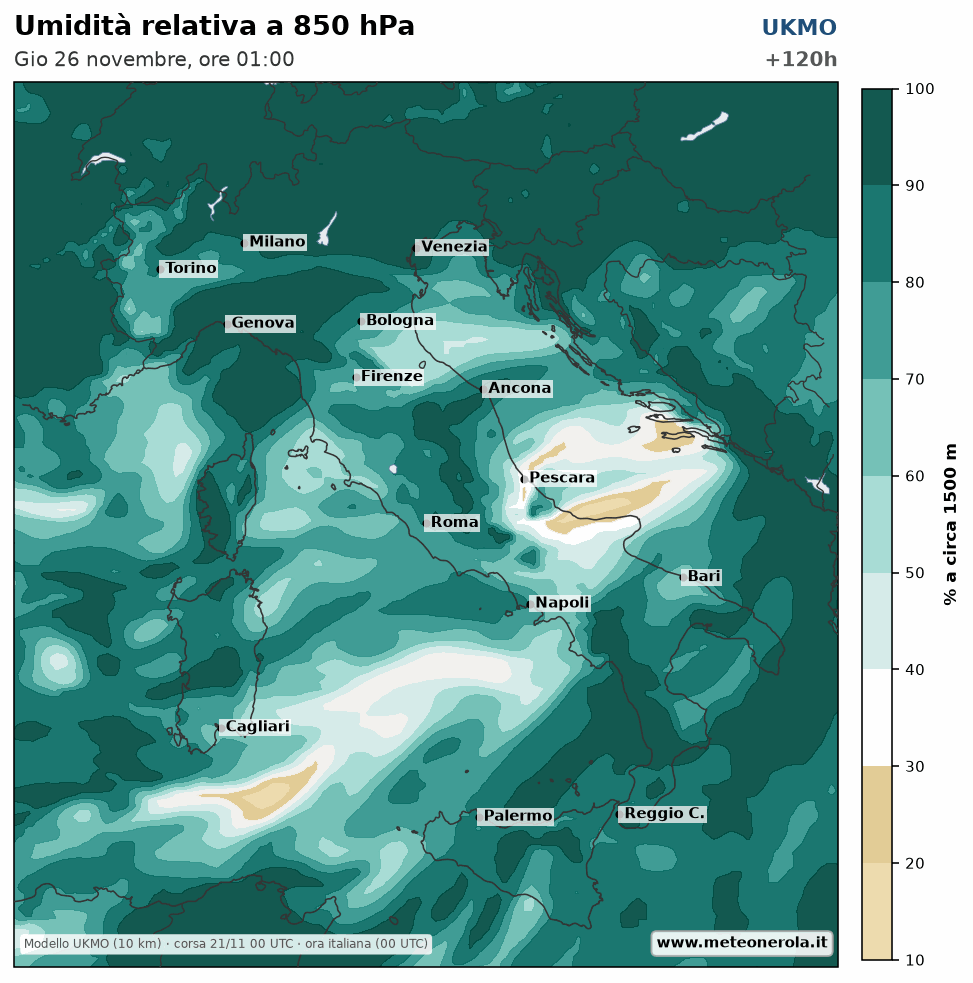 Umidità relativa a 850 hPa
UKMO
Gio 26 novembre, ore 01:00
+120h
100
90
80
70
60
50
40
30
20
10
% a circa 1500 m
Milano
Venezia
Torino
Genova
Bologna
Firenze
Ancona
Pescara
Roma
Bari
Napoli
Cagliari
Palermo
Reggio C.
Modello UKMO (10 km) · corsa 21/11 00 UTC · ora italiana (00 UTC)
www.meteonerola.it